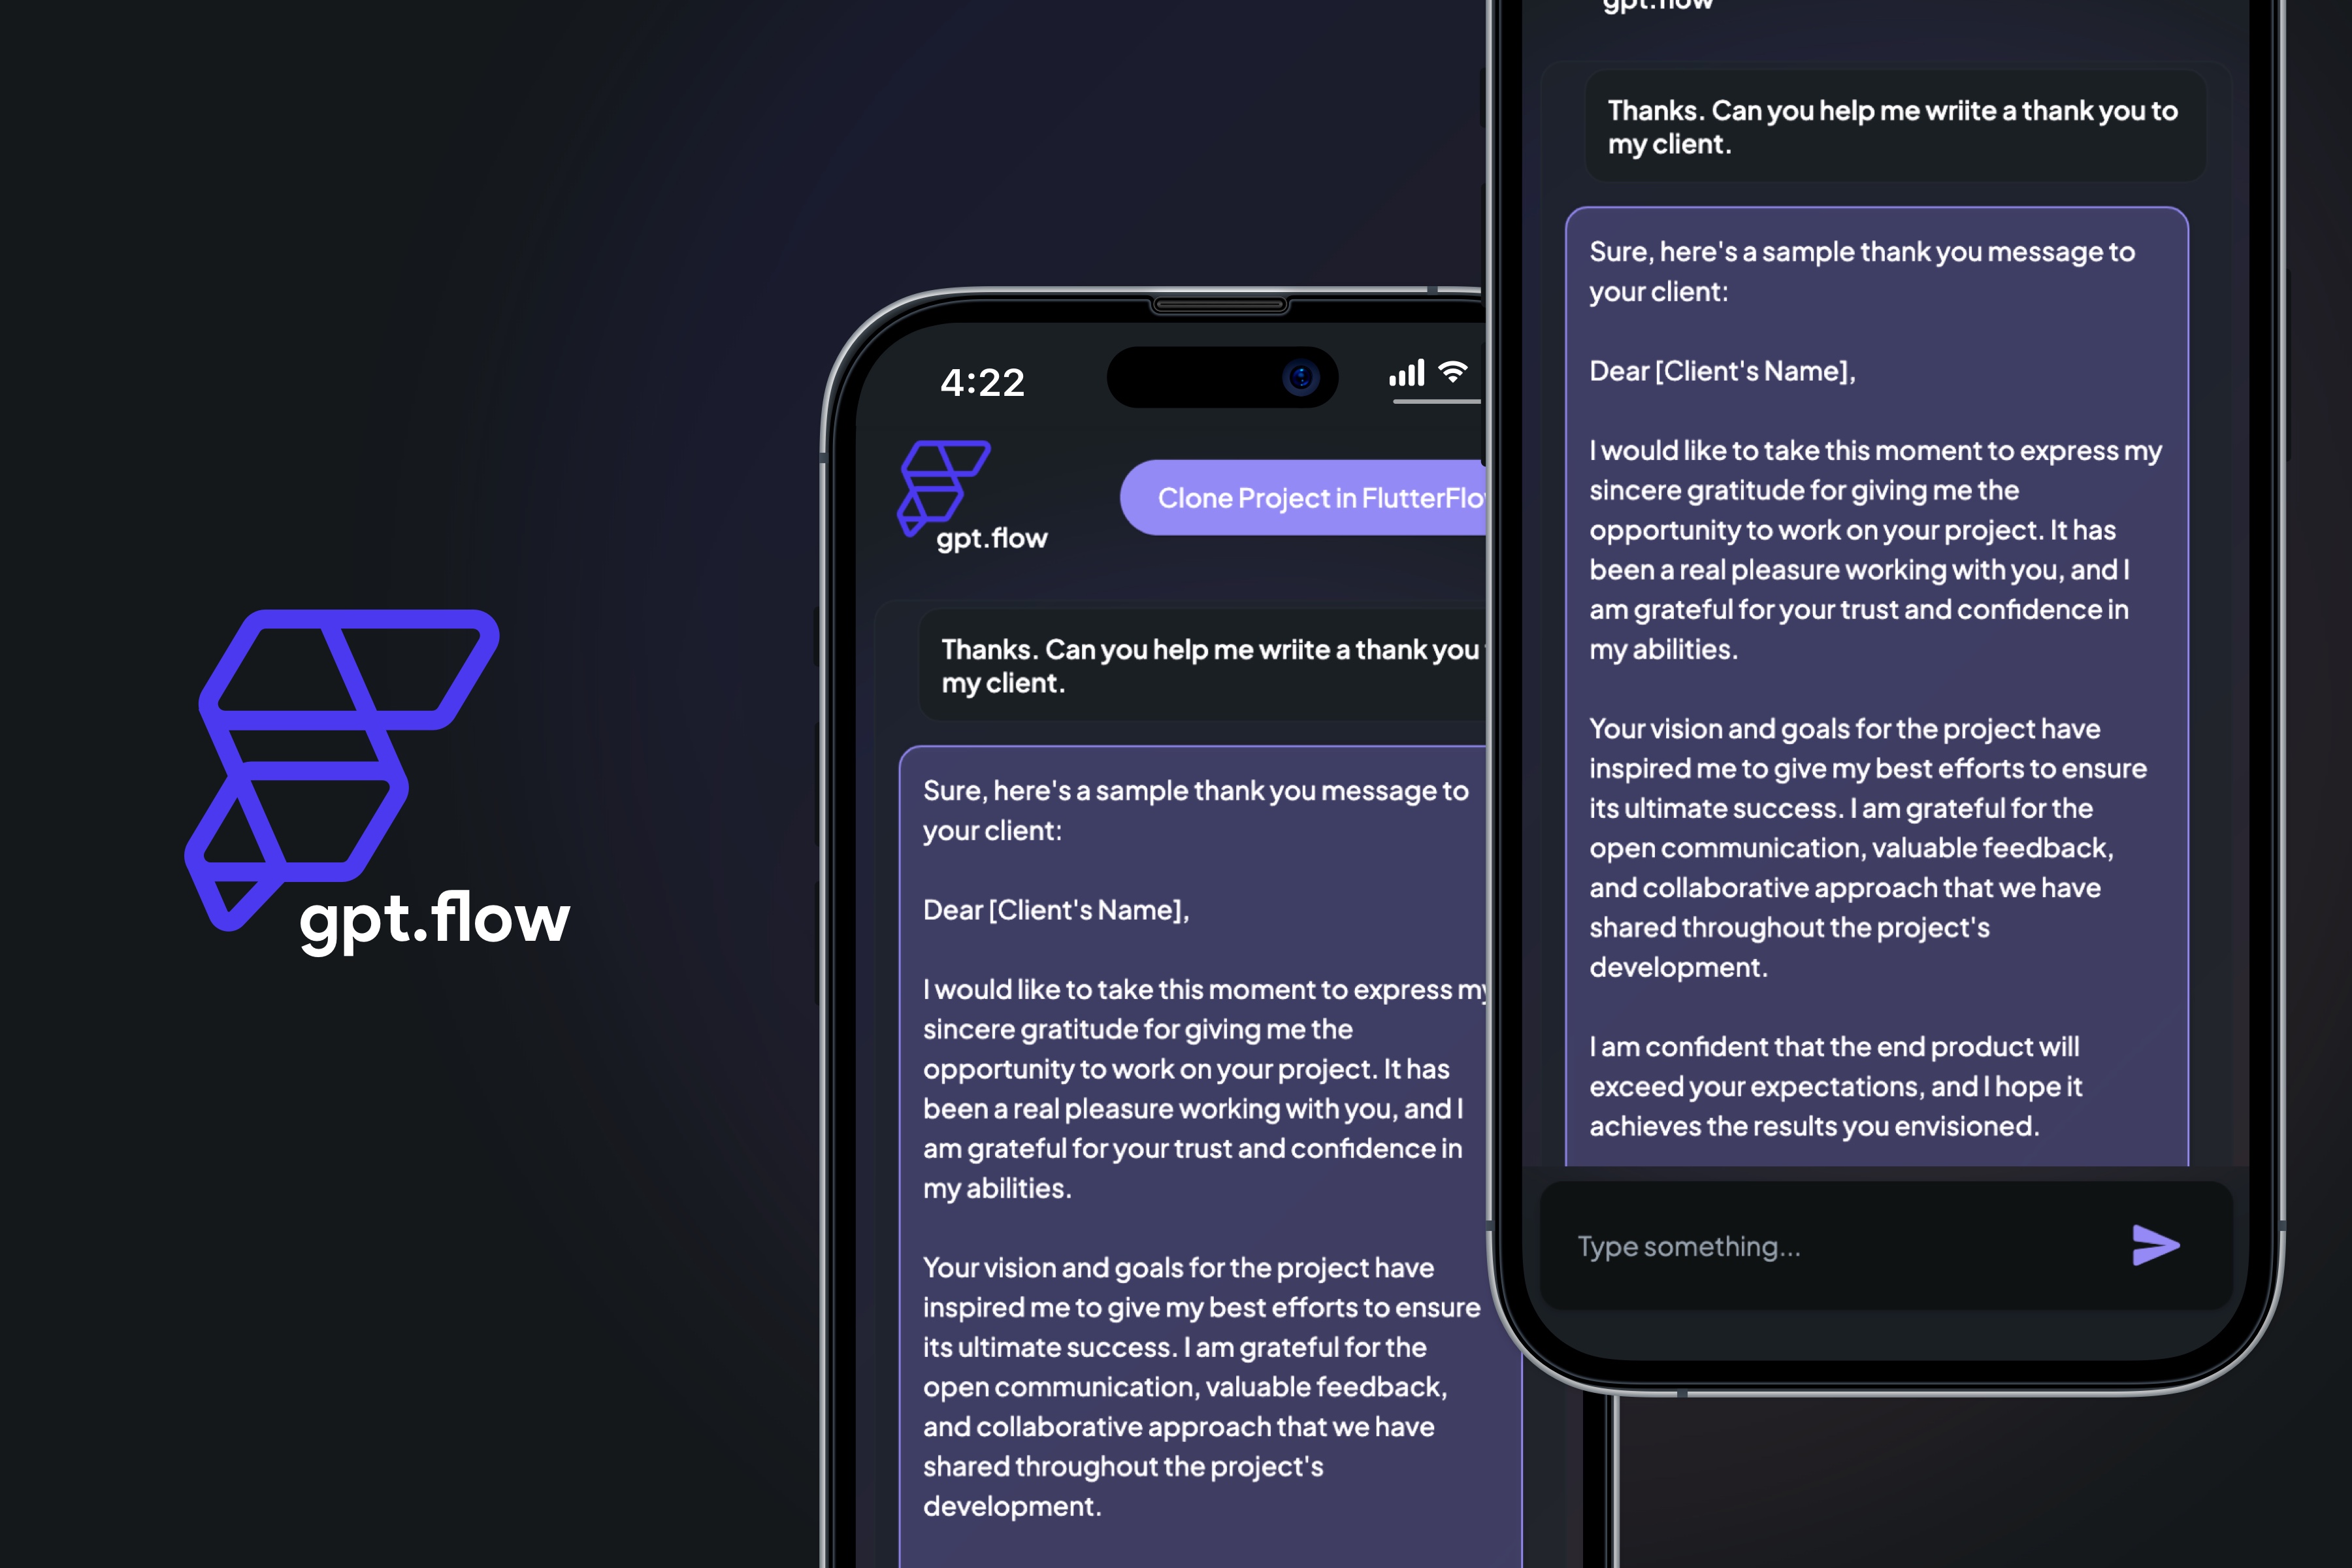 gpt.flow
4:22
gpt.flow
Clone Project in
Thanks. Can you help me wriite a thank you
my client.
Sure, here's a sample thank you message to
your client:
Dear [Client's Name],
I would like to take this moment to express my
sincere gratitude for giving me the
opportunity to work on your project. It has
been a real pleasure working with you, and I
am grateful for your trust and confidence in
my abilities.
Your vision and goals for the project have
inspired me to give my best efforts to ensure
its ultimate success. I am grateful for the
open communication, valuable feedback,
and collaborative approach that we have
shared throughout the project's
development.
gpt.flow
Thanks. Can you help me wriite a thank you to
my client.
Sure, here's a sample thank you message to
your client:
Dear [Client's Name],
I would like to take this moment to express my
sincere gratitude for giving me the
opportunity to work on your project. It has
been a real pleasure working with you, and I
am grateful for your trust and confidence in
my abilities.
Your vision and goals for the project have
inspired me to give my best efforts to ensure
its ultimate success. I am grateful for the
open communication, valuable feedback,
and collaborative approach that we have
shared throughout the project's
development.
I am confident that the end product will
exceed your expectations, and I hope it
achieves the results you envisioned.
Type something...